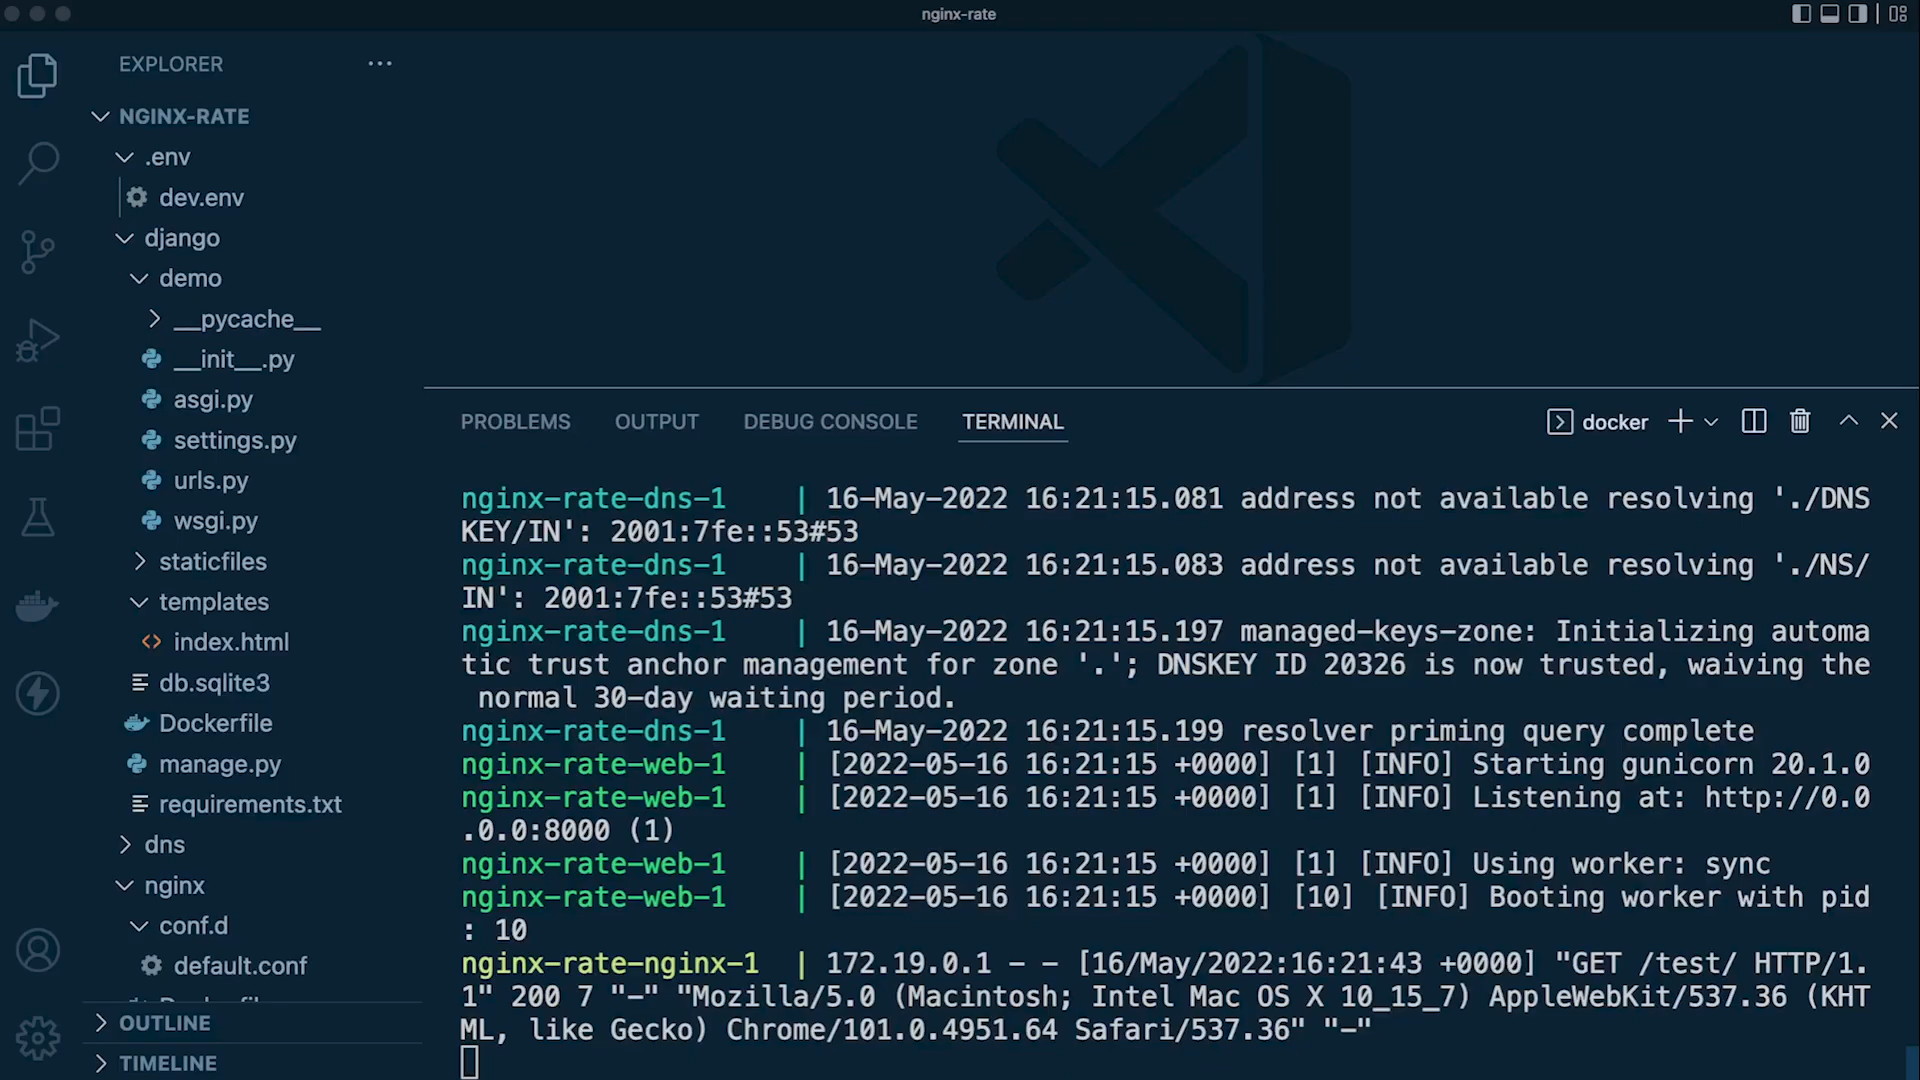 nginx-rate
EXPLORER
NGINX-RATE
.env
dev.env
django
demo
__pycache__
__init__.py
asgi.py
settings.py
urls.py
wsgi.py
staticfiles
templates
index.html
db.sqlite3
Dockerfile
manage.py
requirements.txt
dns
nginx
conf.d
default.conf
OUTLINE
TIMELINE
PROBLEMS OUTPUT DEBUG CONSOLE TERMINAL docker
nginx-rate-dns-1 | 16-May-2022 16:21:15.081 address not available resolving './DNS
KEY/IN': 2001:7fe::53#53
nginx-rate-dns-1 | 16-May-2022 16:21:15.083 address not available resolving './NS/
IN': 2001:7fe::53#53
nginx-rate-dns-1 | 16-May-2022 16:21:15.197 managed-keys-zone: Initializing automa
tic trust anchor management for zone '.'; DNSKEY ID 20326 is now trusted, waiving the
normal 30-day waiting period.
nginx-rate-dns-1 | 16-May-2022 16:21:15.199 resolver priming query complete
nginx-rate-web-1 | [2022-05-16 16:21:15 +0000] [1] [INFO] Starting gunicorn 20.1.0
nginx-rate-web-1 | [2022-05-16 16:21:15 +0000] [1] [INFO] Listening at: http://0.0
.0.0:8000 (1)
nginx-rate-web-1 | [2022-05-16 16:21:15 +0000] [1] [INFO] Using worker: sync
nginx-rate-web-1 | [2022-05-16 16:21:15 +0000] [10] [INFO] Booting worker with pid
: 10
nginx-rate-nginx-1 | 172.19.0.1 - - [16/May/2022:16:21:43 +0000] "GET /test/ HTTP/1.
1" 200 7 "-" "Mozilla/5.0 (Macintosh; Intel Mac OS X 10_15_7) AppleWebKit/537.36 (KHT
ML, like Gecko) Chrome/101.0.4951.64 Safari/537.36" "-"